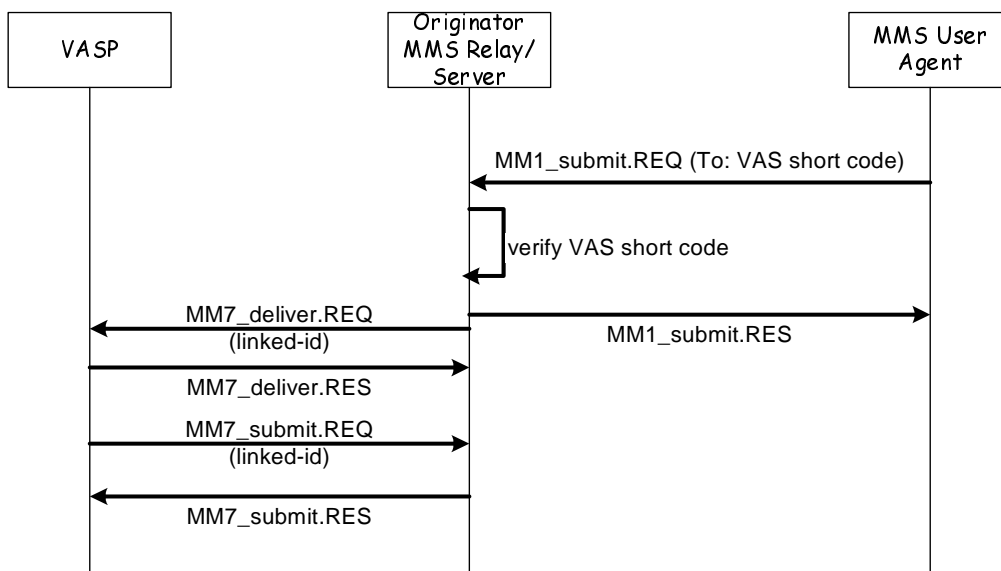 VASP
Originator
MMS Relay/
Server
MMS User
Agent
MM1_submit.REQ (To: VAS short code)
verify VAS short code
MM7_deliver.REQ
(linked-id)
MM1_submit.RES
MM7_deliver.RES
MM7_submit.REQ
(linked-id)
MM7_submit.RES